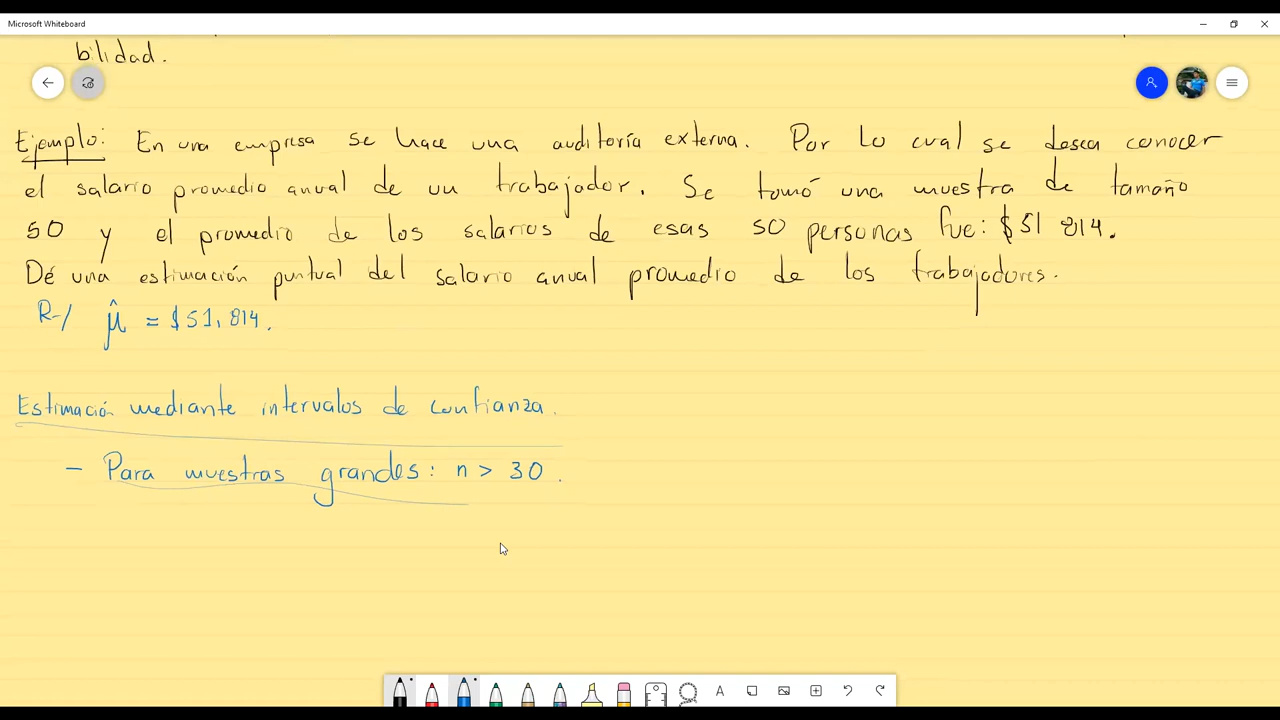 Microsoft Whiteboard
bilidad.
Ejemplo: En una empresa se hace una auditoría externa. Por lo cual se desea conocer
el salario promedio anual de un trabajador. Se tomó una muestra de tamaño
50 y el promedio de los salarios de esas 50 personas fue: $51 814.
Dé una estimación puntual del salario anual promedio de los trabajadores.
R-/ μ̂ = $51,814.
Estimación mediante intervalos de confianza.
- Para muestras grandes: n > 30.